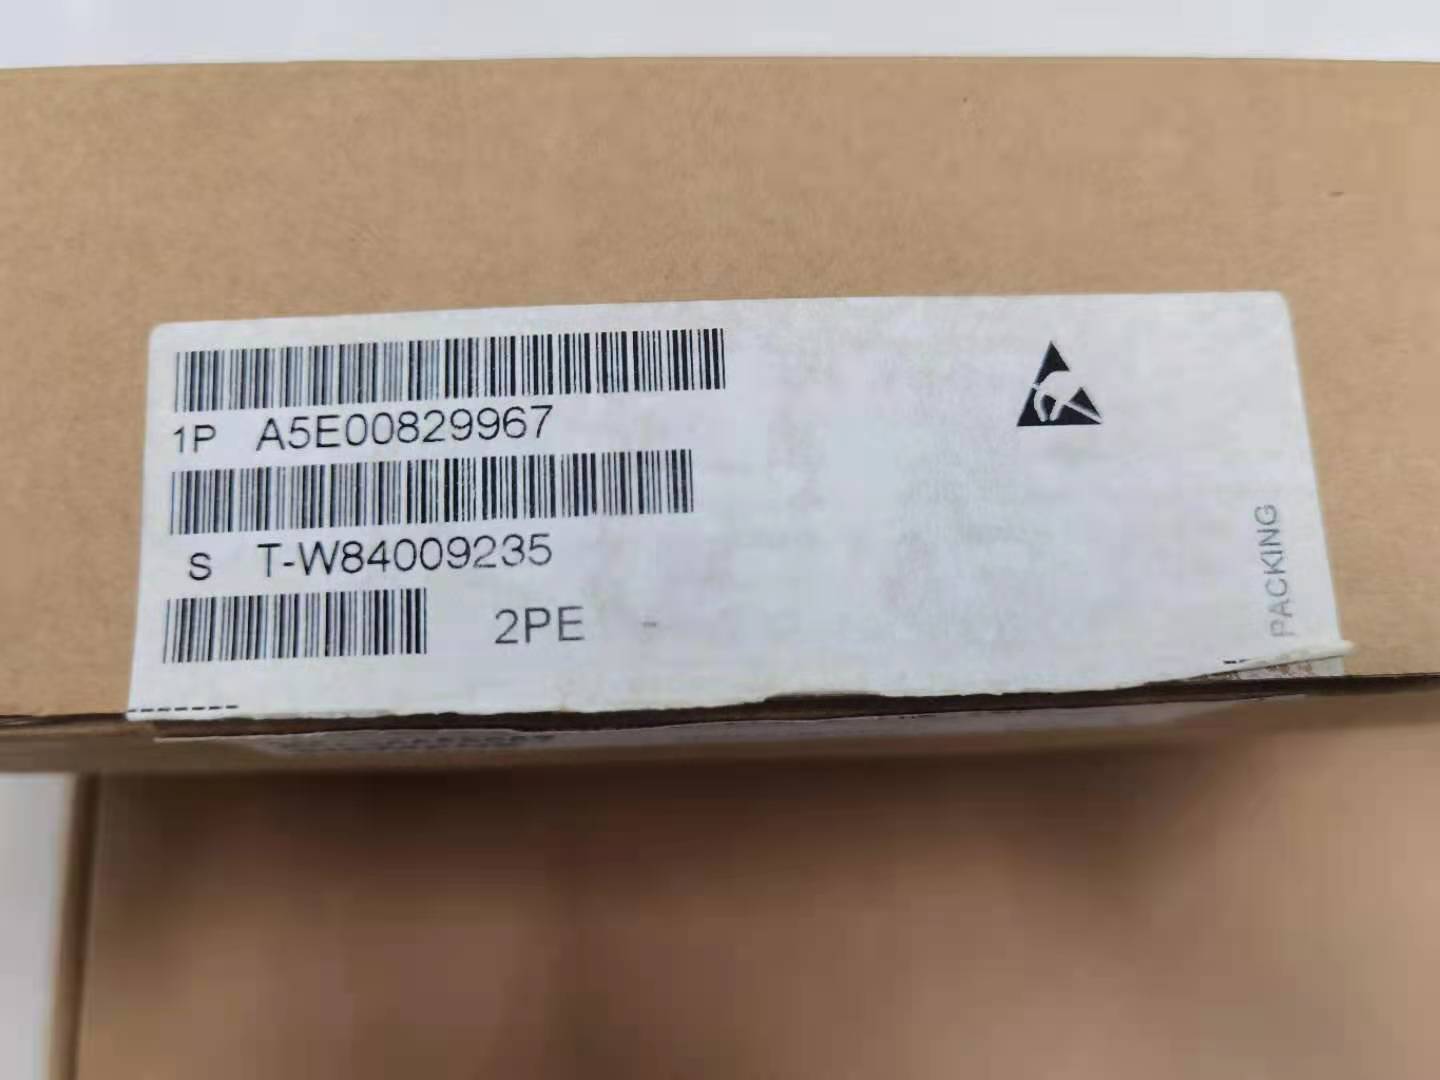 1P A5E00829967
S T-W84009235
2PE -
PACKING